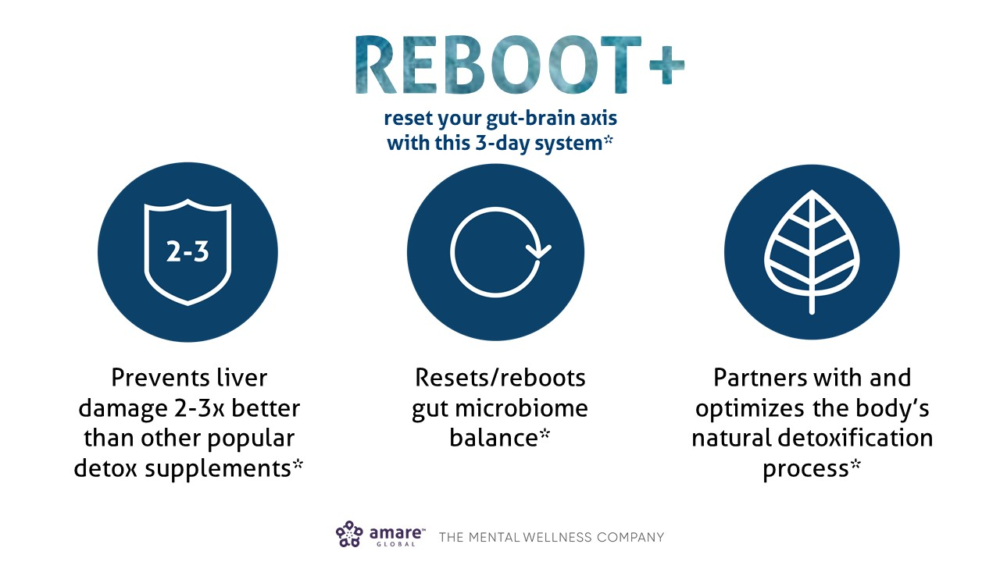 REBOOT+
reset your gut-brain axis
with this 3-day system*
2-3
Prevents liver
damage 2-3x better
than other popular
detox supplements*
Resets/reboots
gut microbiome
balance*
Partners with and
optimizes the body's
natural detoxification
process*
amare™
GLOBAL
THE MENTAL WELLNESS COMPANY